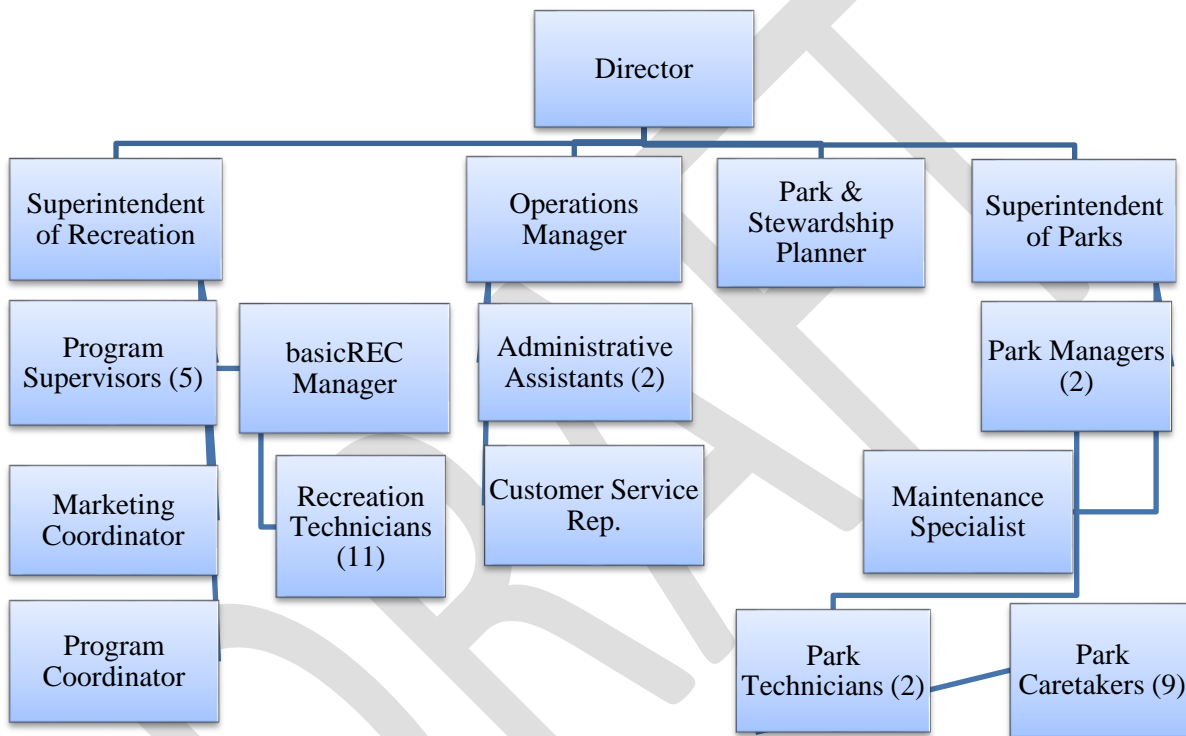 Director
Superintendent
of Recreation
Operations
Manager
Park &
Stewardship
Planner
Superintendent
of Parks
Program
Supervisors (5)
basicREC
Manager
Administrative
Assistants (2)
Park Managers
(2)
Marketing
Coordinator
Recreation
Technicians
(11)
Customer Service
Rep.
Maintenance
Specialist
Program
Coordinator
Park
Technicians (2)
Park
Caretakers (9)
DRAFT